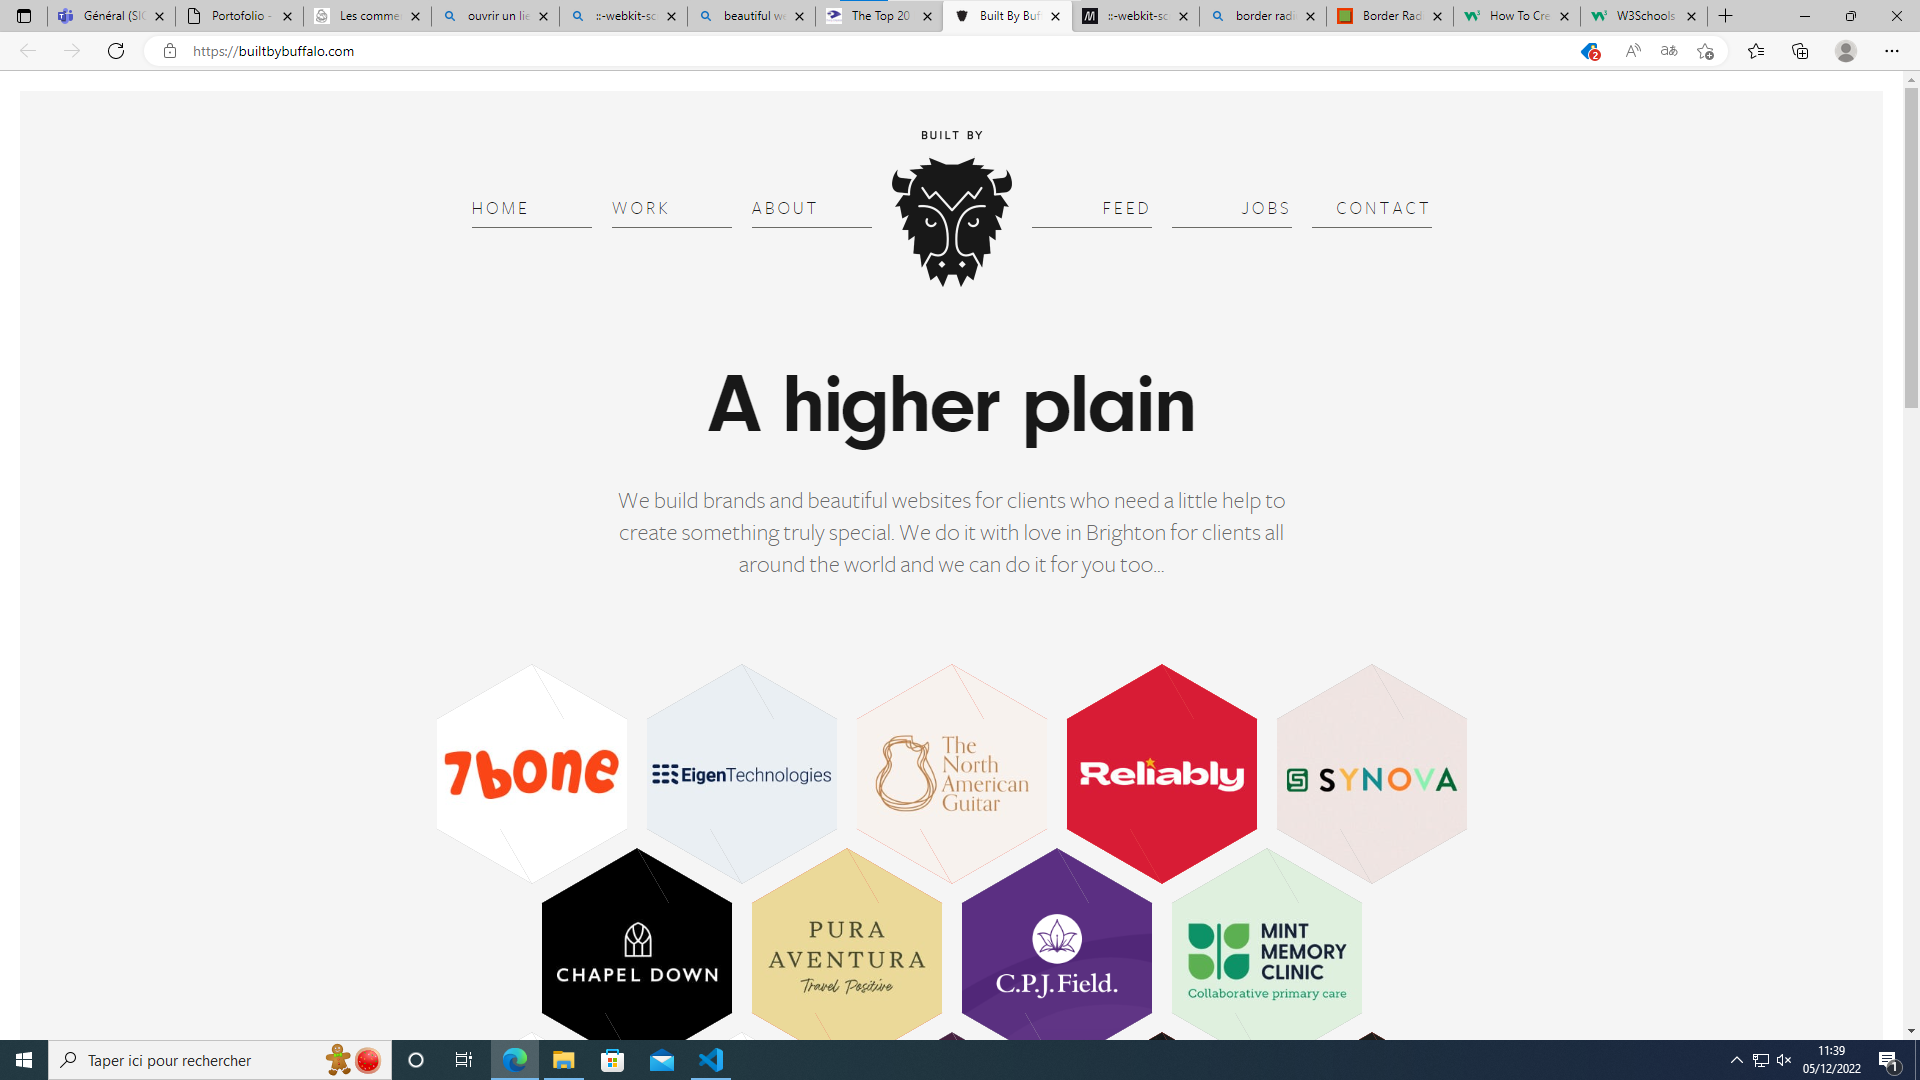 Général (SIC
Portofolio -
Les comme
ouvrir un lie
::-webkit-sc
beautiful we
The Top 20
Built By Buf
::-webkit-sc
border radi
Border Rad
How To Cre
W3Schools
https://builtbybuffalo.com
2
BUILT BY
HOME
WORK
ABOUT
FEED
JOBS
CONTACT
A higher plain
We build brands and beautiful websites for clients who need a little help to
create something truly special. We do it with love in Brighton for clients all
around the world and we can do it for you too...
7bone
EigenTechnologies
The
North
American
Guitar
Reliably
SYNOVA
CHAPEL DOWN
PURA
AVENTURA
Travel Positive
C.P.J. Field.
MINT
MEMORY
CLINIC
Collaborative primary care
Taper ici pour rechercher
11:39
05/12/2022
1